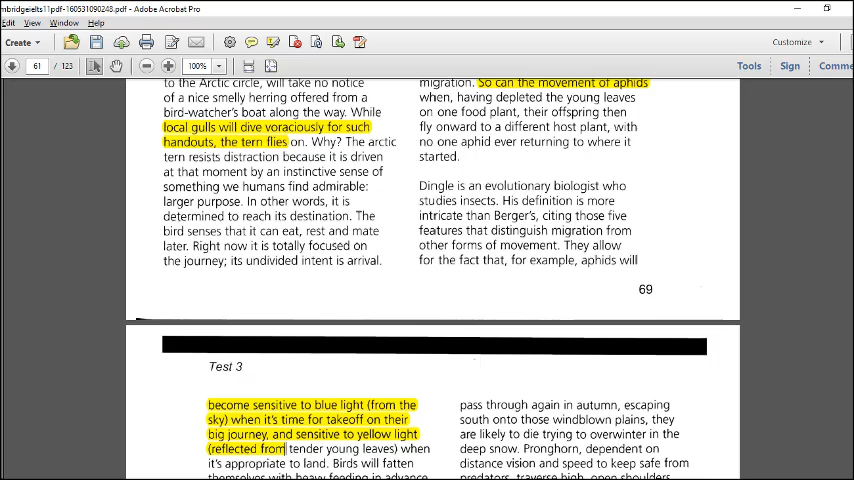 mbridgeielts11pdf-160531090248.pdf - Adobe Acrobat Pro
Edit View Window Help
Create
Customize
61 / 123
100%
Tools Sign Comme
to the Arctic circle, will take no notice
of a nice smelly herring offered from a
bird-watcher's boat along the way. While
local gulls will dive voraciously for such
handouts, the tern flies on. Why? The arctic
tern resists distraction because it is driven
at that moment by an instinctive sense of
something we humans find admirable:
larger purpose. In other words, it is
determined to reach its destination. The
bird senses that it can eat, rest and mate
later. Right now it is totally focused on
the journey; its undivided intent is arrival.
migration. So can the movement of aphids
when, having depleted the young leaves
on one food plant, their offspring then
fly onward to a different host plant, with
no one aphid ever returning to where it
started.
Dingle is an evolutionary biologist who
studies insects. His definition is more
intricate than Berger's, citing those five
features that distinguish migration from
other forms of movement. They allow
for the fact that, for example, aphids will
69
Test 3
become sensitive to blue light (from the
sky) when it's time for takeoff on their
big journey, and sensitive to yellow light
(reflected from tender young leaves) when
it's appropriate to land. Birds will fatten
themselves with heavy feeding in advance
pass through again in autumn, escaping
south onto those windblown plains, they
are likely to die trying to overwinter in the
deep snow. Pronghorn, dependent on
distance vision and speed to keep safe from
predators, traverse high, open shoulders